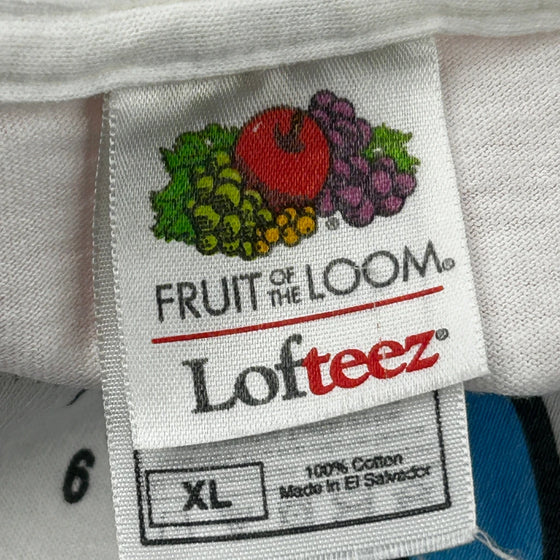 FRUIT OF THE LOOM®
Lofteez®
XL
100% Cotton
Made In El Salvador
6